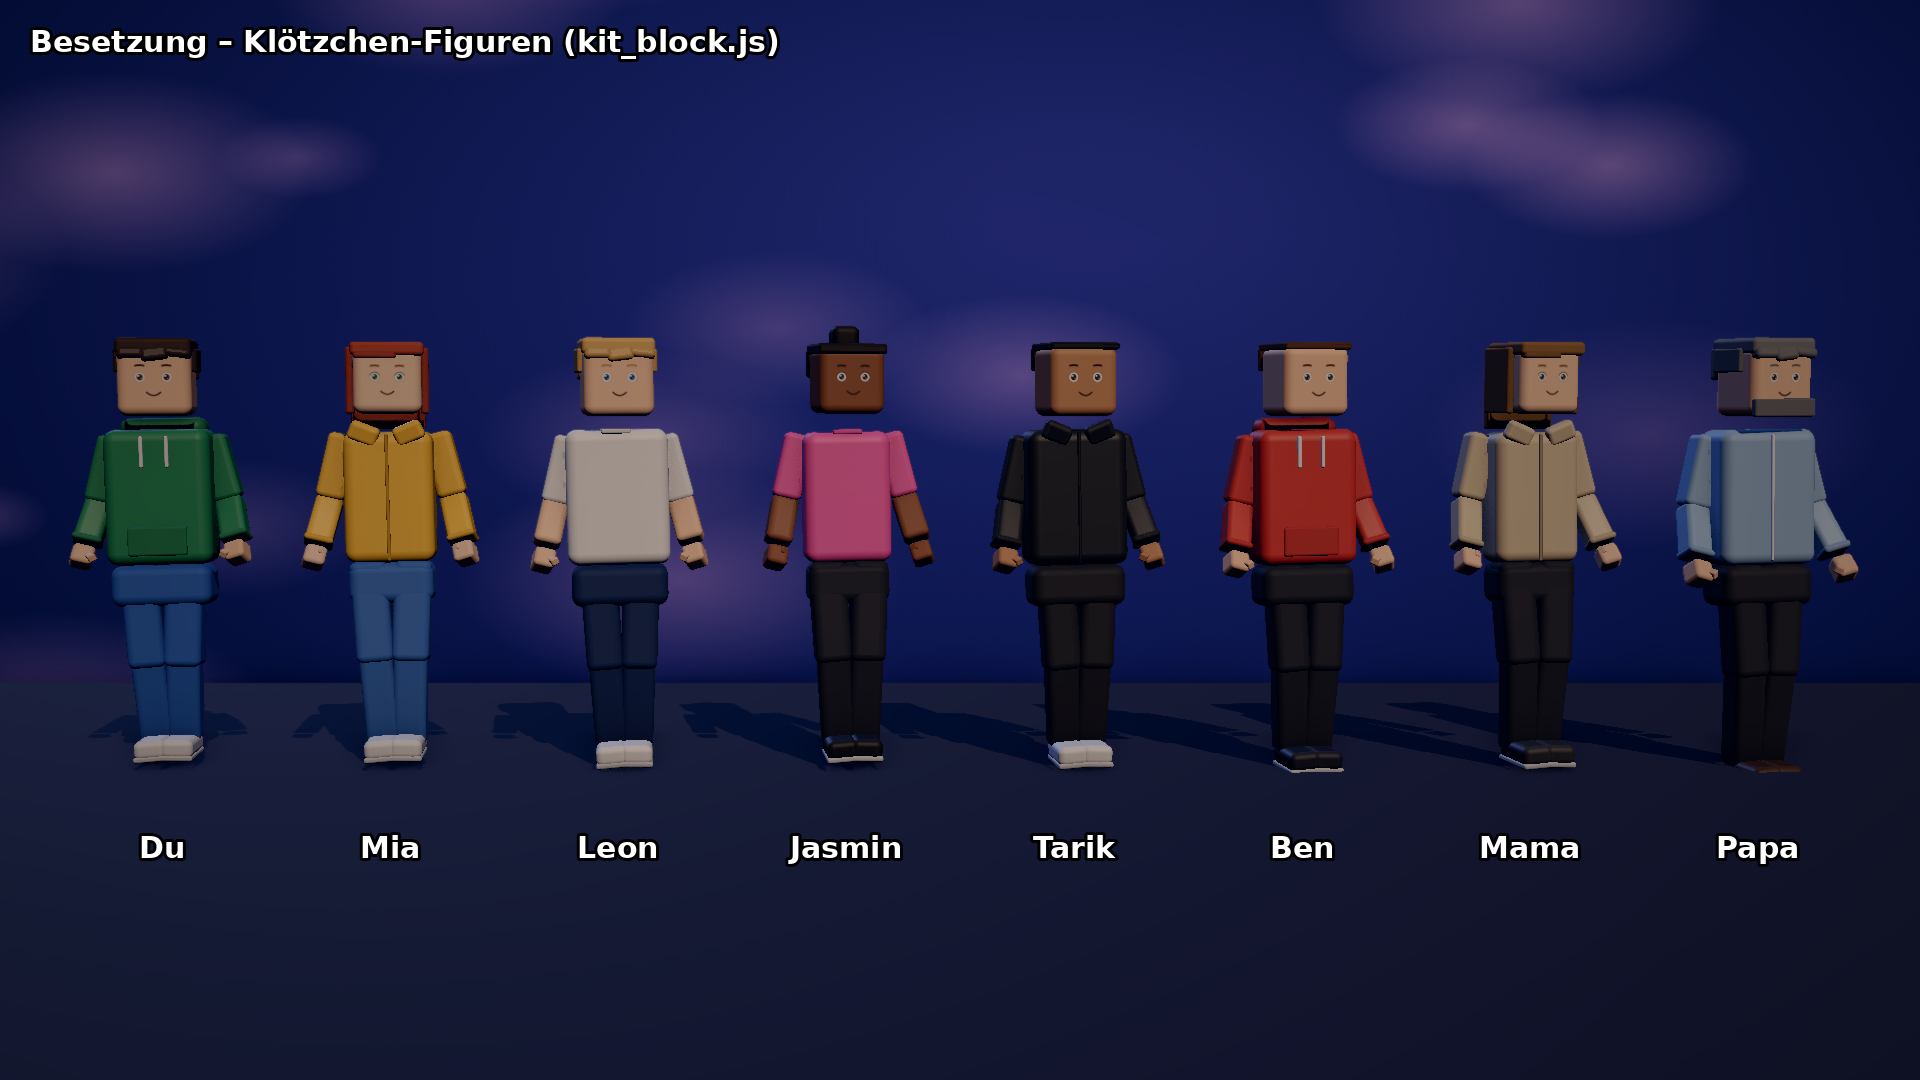 Besetzung – Klötzchen-Figuren (kit_block.js)
Du Mia Leon Jasmin Tarik Ben Mama Papa